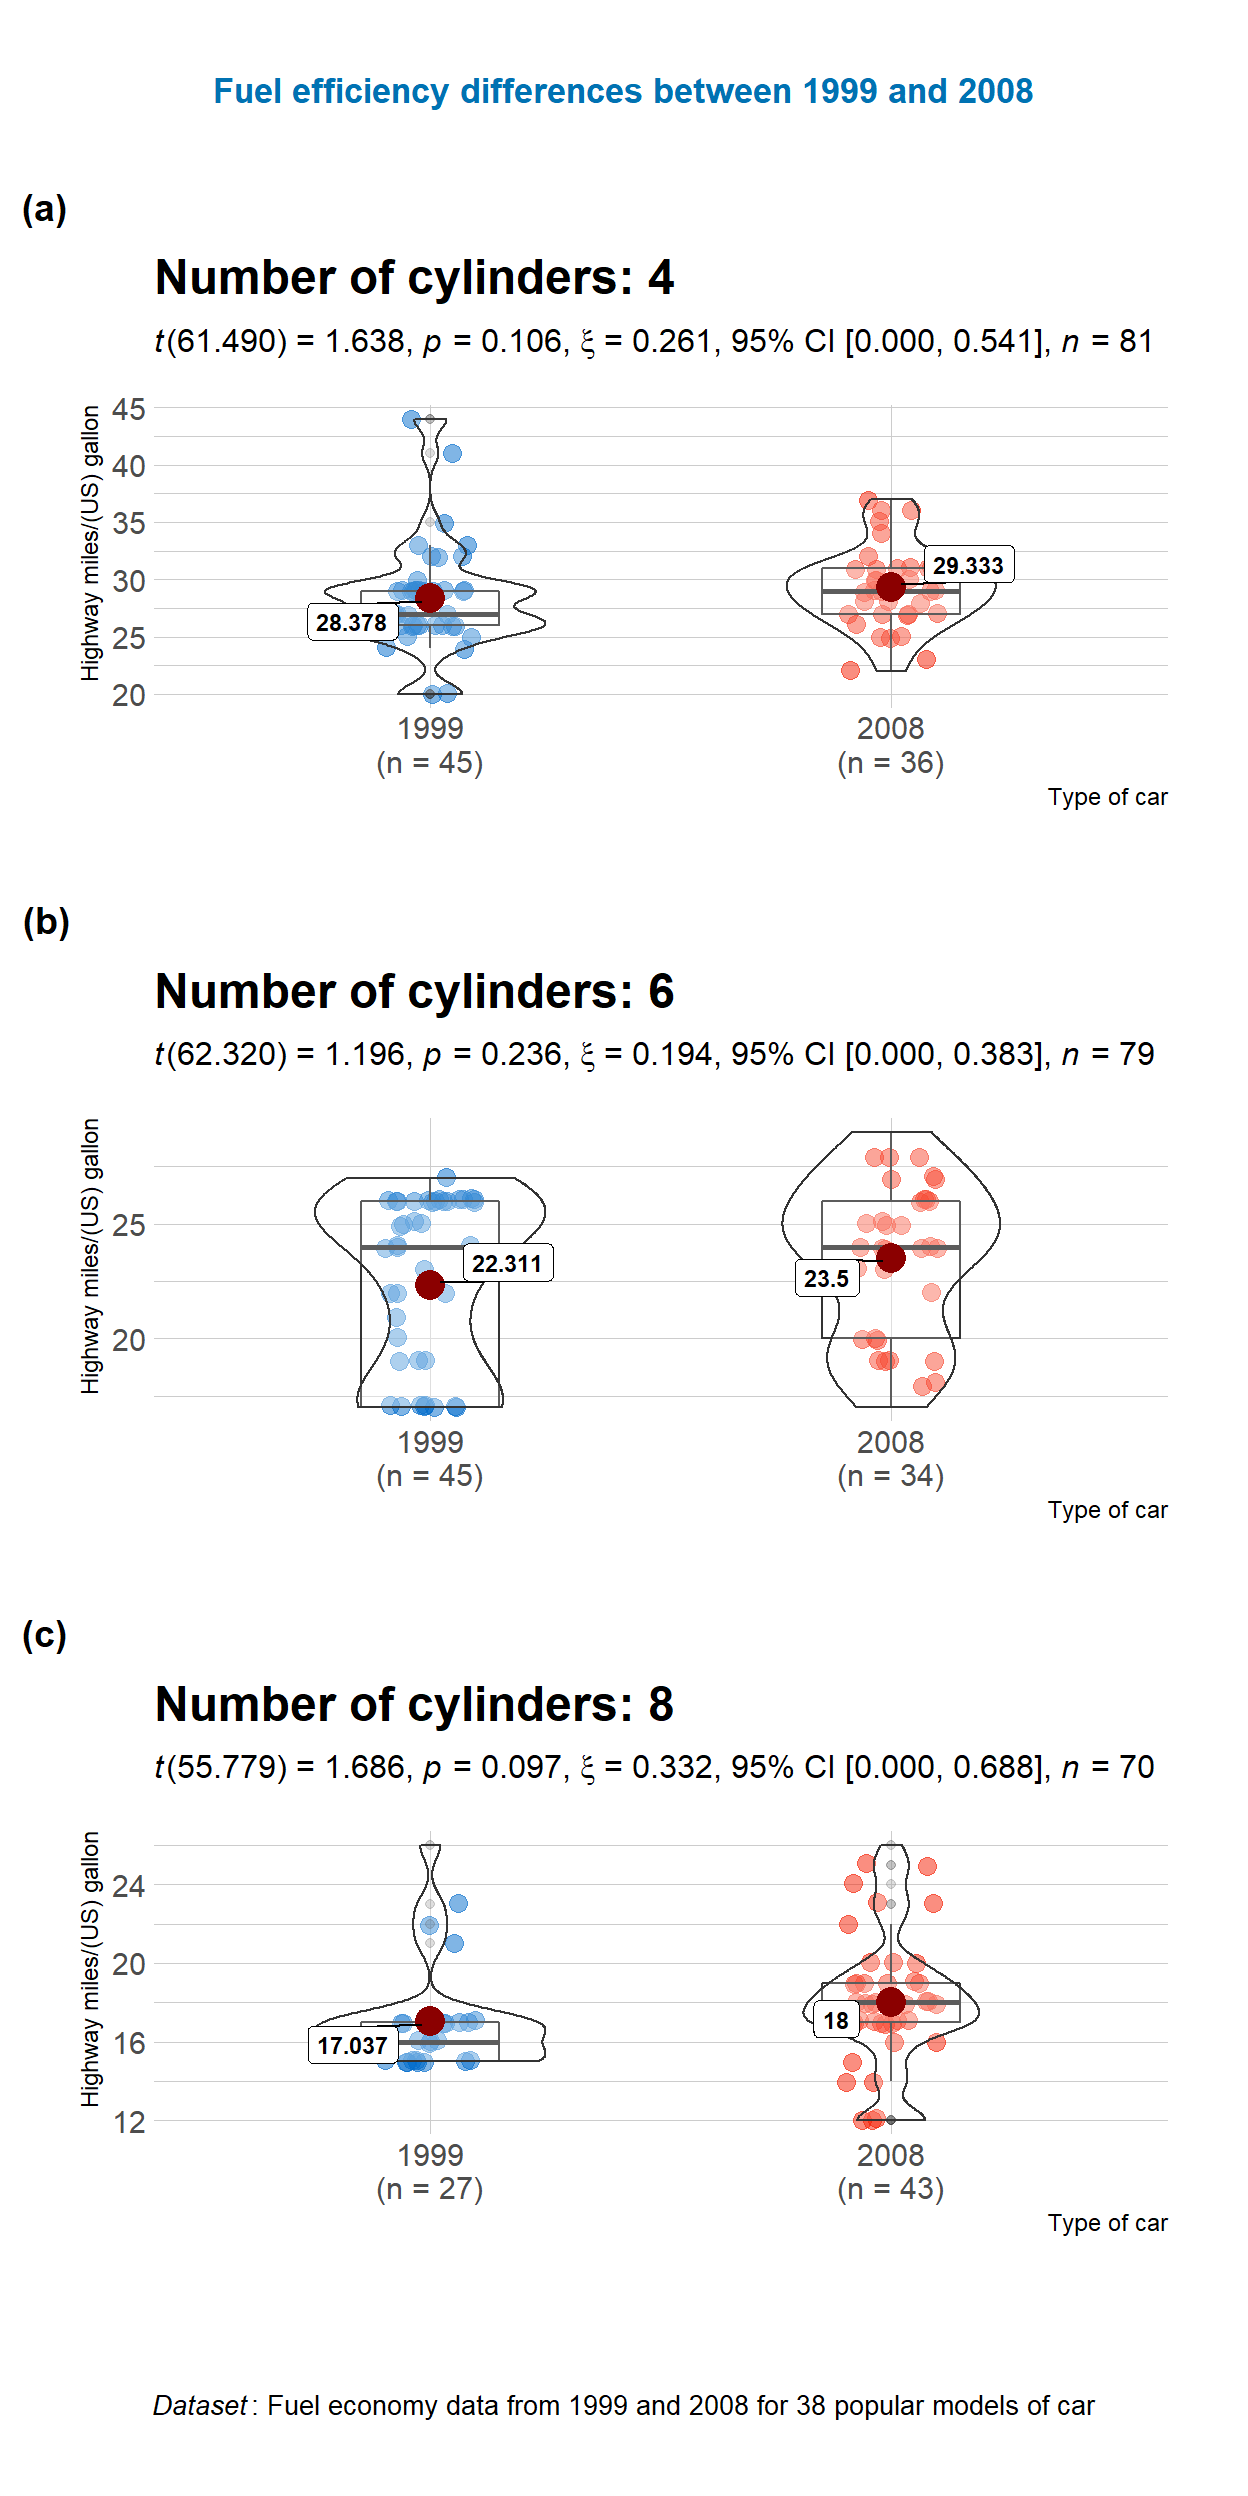 Fuel efficiency differences between 1999 and 2008
(a)
Number of cylinders: 4
t(61.490) = 1.638, p = 0.106, ξ = 0.261, 95% CI [0.000, 0.541], n = 81
Highway miles/(US) gallon
45
40
35
30
25
20
28.378
29.333
1999
(n = 45)
2008
(n = 36)
Type of car
(b)
Number of cylinders: 6
t(62.320) = 1.196, p = 0.236, ξ = 0.194, 95% CI [0.000, 0.383], n = 79
Highway miles/(US) gallon
25
20
22.311
23.5
1999
(n = 45)
2008
(n = 34)
Type of car
(c)
Number of cylinders: 8
t(55.779) = 1.686, p = 0.097, ξ = 0.332, 95% CI [0.000, 0.688], n = 70
Highway miles/(US) gallon
24
20
16
12
17.037
18
1999
(n = 27)
2008
(n = 43)
Type of car
Dataset: Fuel economy data from 1999 and 2008 for 38 popular models of car